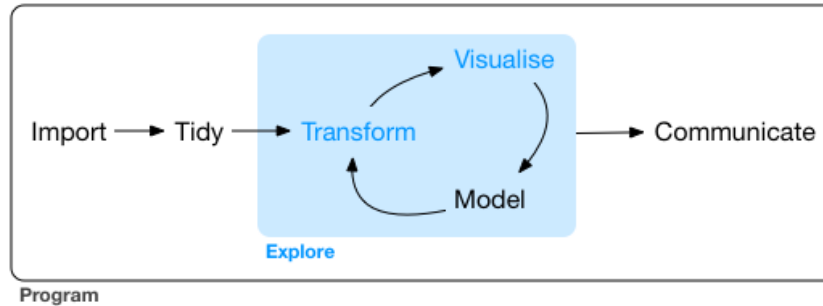 Visualise
Import
Tidy
Transform
Communicate
Model
Explore
Program